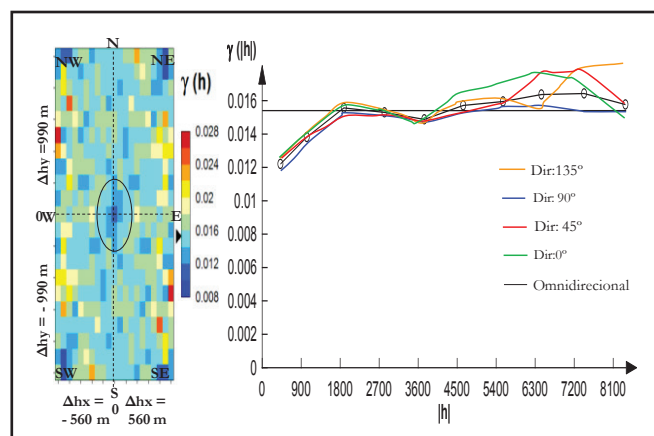 N
NW
NE
Δhy =990 m
0W
E
Δhy = - 990 m
SW
SE
S
0
Δhx =
- 560 m
Δhx =
560 m
γ (h)
0.028
0.024
0.020
0.016
0.012
0.008
γ (|h|)
0.016
0.014
0.012
0.01
0.008
0.006
0.004
0.002
0
0
900
1800
2700
3600
4500
5400
6300
7200
8100
|h|
Dir:135º
Dir: 90º
Dir: 45º
Dir:0º
Omnidirecional